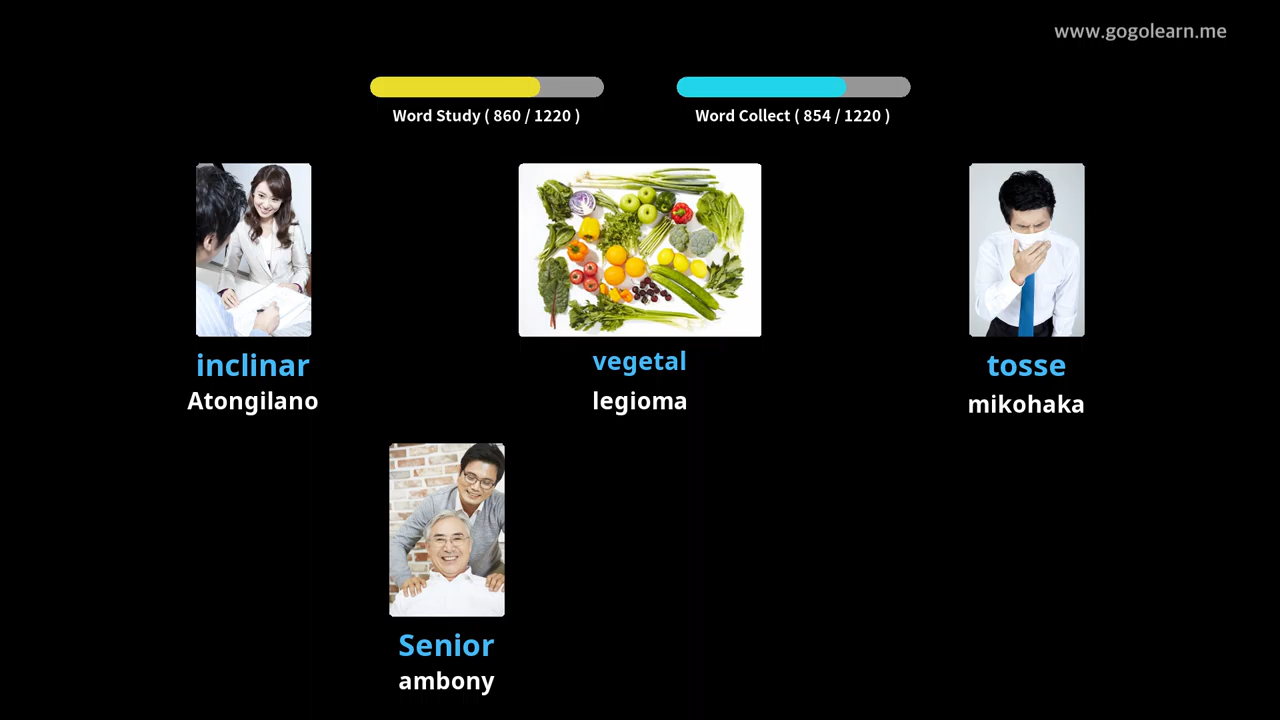 www.gogolearn.me
Word Study ( 860 / 1220 )
Word Collect ( 854 / 1220 )
inclinar
Atongilano
vegetal
legioma
tosse
mikohaka
Senior
ambony